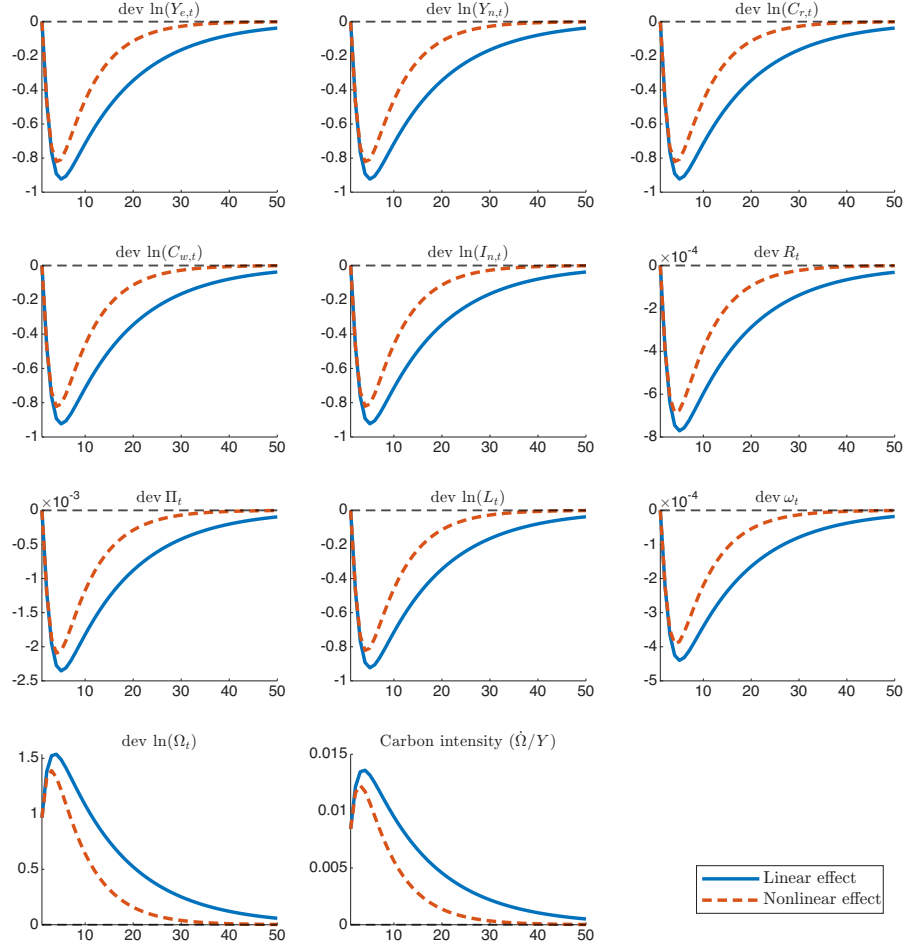 dev ln(Y_{e,t}) dev ln(Y_{n,t}) dev ln(C_{r,t})
0 0 0
-0.2 -0.2 -0.2
-0.4 -0.4 -0.4
-0.6 -0.6 -0.6
-0.8 -0.8 -0.8
-1 -1 -1
10 20 30 40 50 10 20 30 40 50 10 20 30 40 50
dev ln(C_{w,t}) dev ln(I_{n,t}) ×10^{-4} dev R_t
0 0 0
-0.2 -0.2 -2
-0.4 -0.4 -4
-0.6 -0.6 -6
-0.8 -0.8 -8
-1 -1
10 20 30 40 50 10 20 30 40 50 10 20 30 40 50
×10^{-3} dev Π_t dev ln(L_t) ×10^{-4} dev ω_t
0 0 0
-0.5 -0.2 -1
-1 -0.4 -2
-1.5 -0.6 -3
-2 -0.8 -4
-2.5 -1 -5
10 20 30 40 50 10 20 30 40 50 10 20 30 40 50
dev ln(Ω_t) Carbon intensity (Ω̇/Y)
1.5 0.015
1 0.01
0.5 0.005
0 0
10 20 30 40 50 10 20 30 40 50
Linear effect
Nonlinear effect